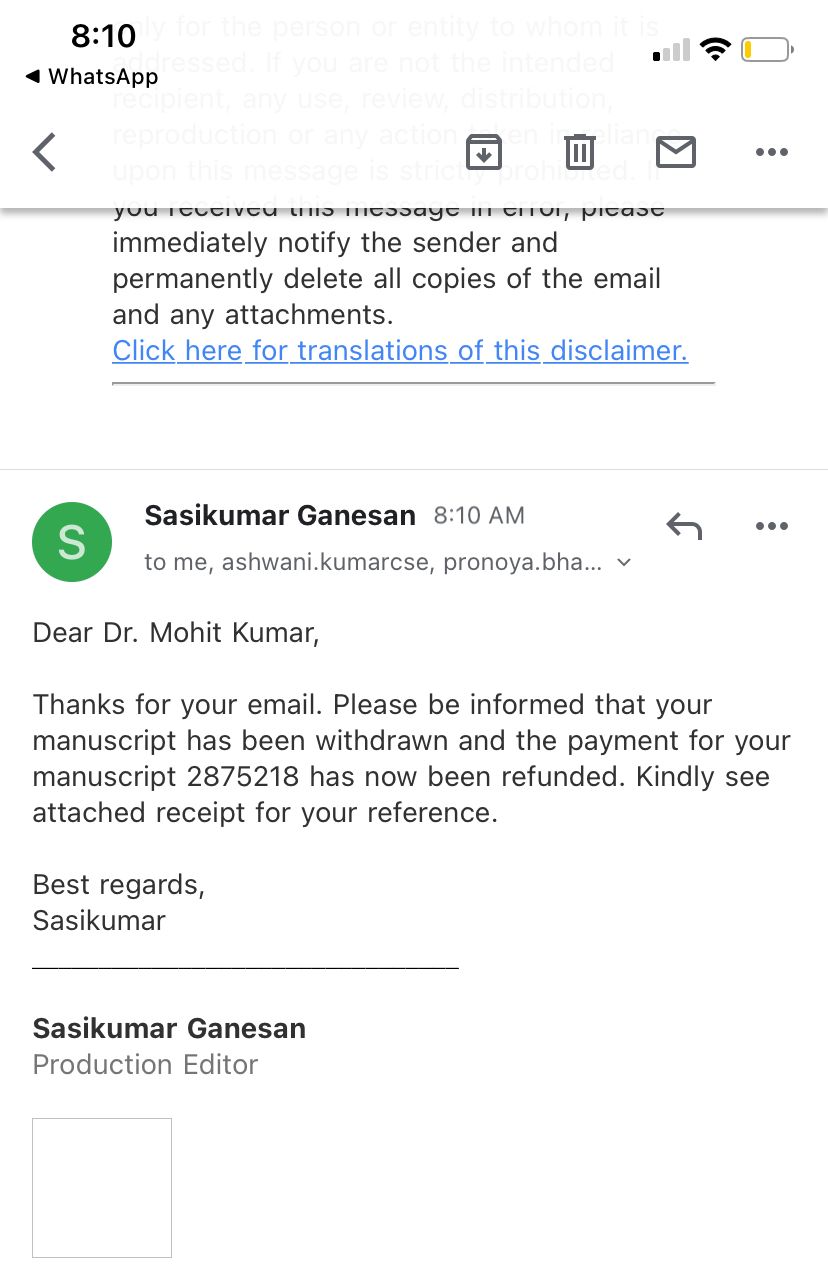 8:10
WhatsApp
only for the person or entity to whom it is
addressed. If you are not the intended
recipient, any use, review, distribution,
reproduction or any action taken in reliance
upon this message is strictly prohibited. If
you received this message in error, please
immediately notify the sender and
permanently delete all copies of the email
and any attachments.
Click here for translations of this disclaimer.
S
Sasikumar Ganesan 8:10 AM
to me, ashwani.kumarcse, pronoya.bha...
Dear Dr. Mohit Kumar,
Thanks for your email. Please be informed that your
manuscript has been withdrawn and the payment for your
manuscript 2875218 has now been refunded. Kindly see
attached receipt for your reference.
Best regards,
Sasikumar
Sasikumar Ganesan
Production Editor